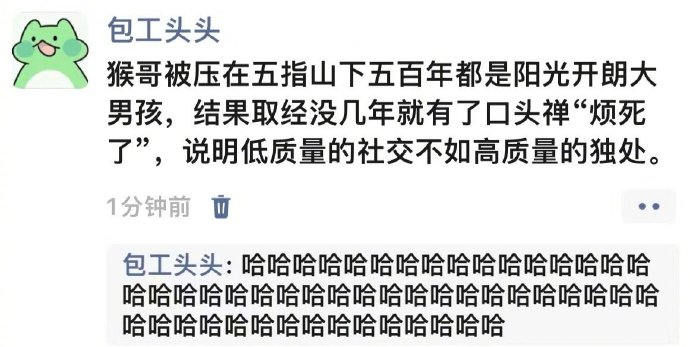 包工头头
猴哥被压在五指山下五百年都是阳光开朗大
男孩，结果取经没几年就有了口头禅“烦死
了”，说明低质量的社交不如高质量的独处。
1分钟前
包工头头：哈哈哈哈哈哈哈哈哈哈哈哈哈哈哈哈
哈哈哈哈哈哈哈哈哈哈哈哈哈哈哈哈哈哈哈哈哈
哈哈哈哈哈哈哈哈哈哈哈哈哈哈哈